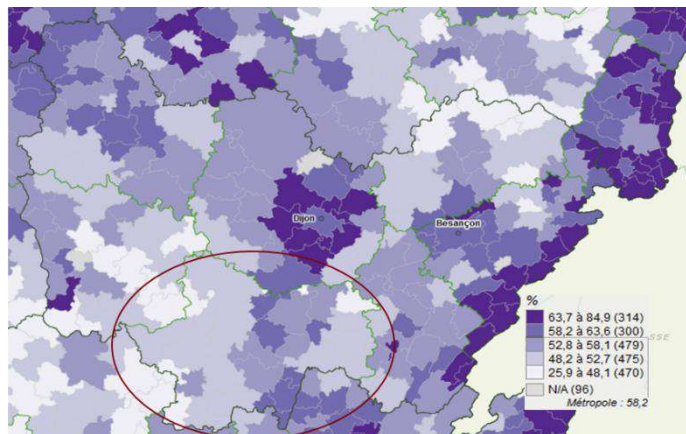 Dijon
Besançon
%
63,7 à 84,9 (314)
58,2 à 63,6 (300)
52,8 à 58,1 (479)
48,2 à 52,7 (475)
25,9 à 48,1 (470)
N/A (96)
Métropole : 58,2
SSE